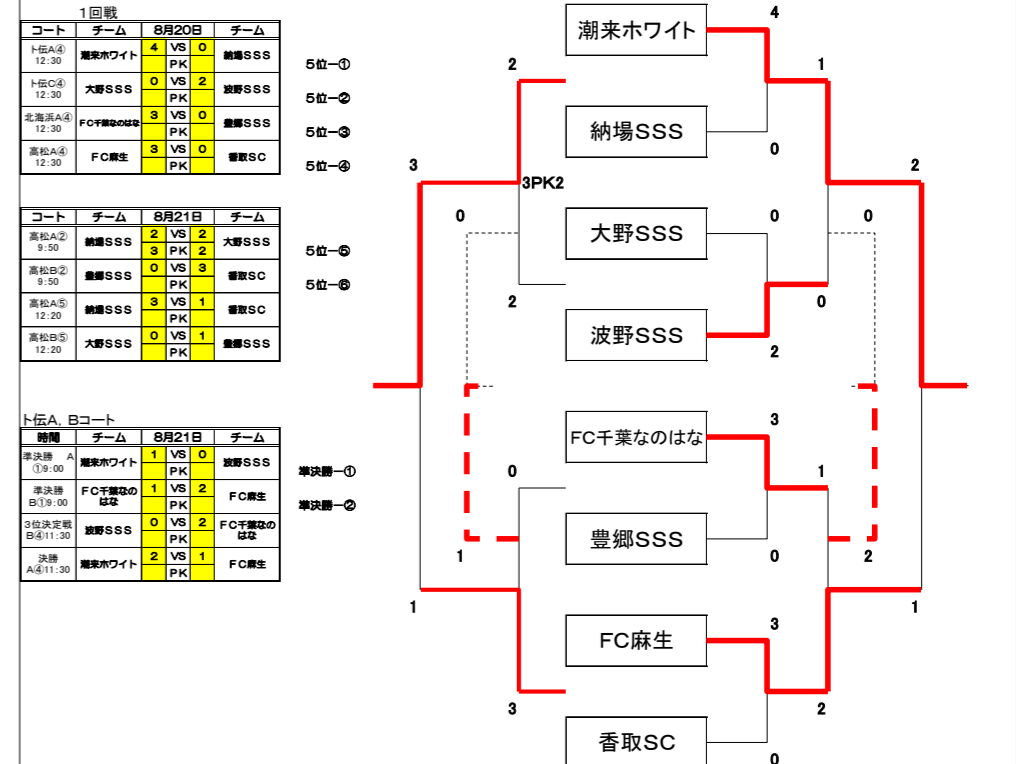 1回戦
コート チーム 8月20日 チーム
ト伝A④ 12:30 潮来ホワイト 4 VS 0 納場SSS
PK
ト伝C④ 12:30 大野SSS 0 VS 2 波野SSS
PK
北海浜A④ 12:30 FC千葉なのはな 3 VS 0 豊郷SSS
PK
高松A④ 12:30 FC麻生 3 VS 0 香取SC
PK
5位ー①
5位ー②
5位ー③
5位ー④
コート チーム 8月21日 チーム
高松A② 9:50 納場SSS 2 VS 2 大野SSS
3 PK 2
高松B② 9:50 豊郷SSS 0 VS 3 香取SC
PK
高松A⑤ 12:20 納場SSS 3 VS 1 香取SC
PK
高松B⑤ 12:20 大野SSS 0 VS 1 豊郷SSS
PK
5位ー⑤
5位ー⑥
ト伝A，Bコート
時間 チーム 8月21日 チーム
準決勝 A ①9:00 潮来ホワイト 1 VS 0 波野SSS
PK
準決勝 B①9:00 FC千葉なのはな 1 VS 2 FC麻生
PK
3位決定戦 B④11:30 波野SSS 0 VS 2 FC千葉なのはな
PK
決勝 A④11:30 潮来ホワイト 2 VS 1 FC麻生
PK
準決勝ー①
準決勝ー②
潮来ホワイト 4
2 1
納場SSS 0
3 2
3PK2
0 大野SSS 0 0
2 0
波野SSS 2
FC千葉なのはな 3
0 1
豊郷SSS 0
1 2
1 1
FC麻生 3
3 2
香取SC 0